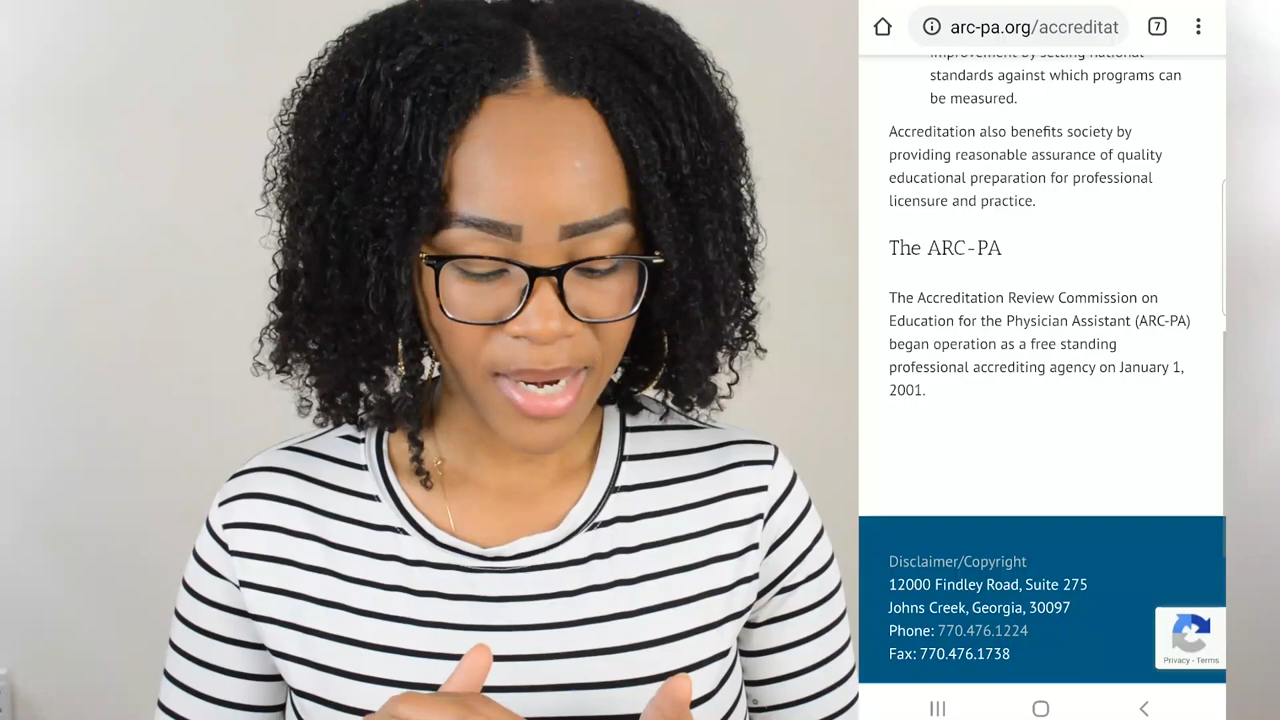 arc-pa.org/accreditat
7
improvement by setting national
standards against which programs can
be measured.
Accreditation also benefits society by
providing reasonable assurance of quality
educational preparation for professional
licensure and practice.
The ARC-PA
The Accreditation Review Commission on
Education for the Physician Assistant (ARC-PA)
began operation as a free standing
professional accrediting agency on January 1,
2001.
Disclaimer/Copyright
12000 Findley Road, Suite 275
Johns Creek, Georgia, 30097
Phone: 770.476.1224
Fax: 770.476.1738
Privacy - Terms